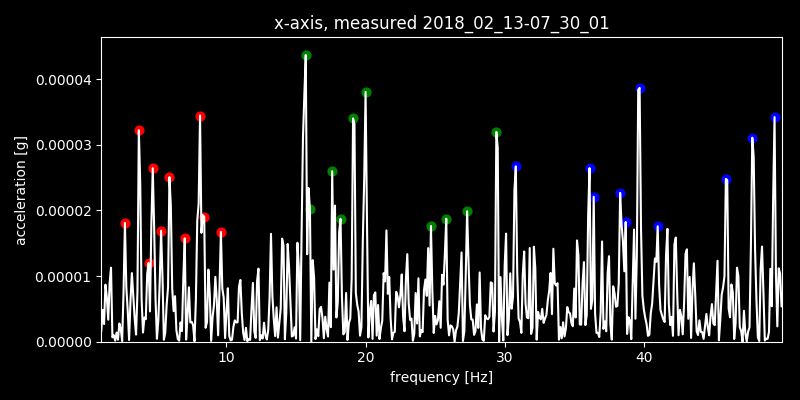 x-axis, measured 2018_02_13-07_30_01
0.00004
0.00003
0.00002
0.00001
0.00000
acceleration [g]
10 20 30 40
frequency [Hz]